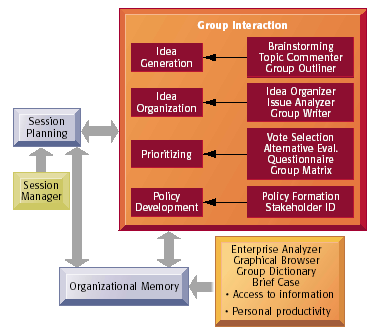 Group Interaction
Idea
Generation
Brainstorming
Topic Commenter
Group Outliner
Idea
Organization
Idea Organizer
Issue Analyzer
Group Writer
Prioritizing
Vote Selection
Alternative Eval.
Questionnaire
Group Matrix
Policy
Development
Policy Formation
Stakeholder ID
Session
Planning
Session
Manager
Organizational Memory
Enterprise Analyzer
Graphical Browser
Group Dictionary
Brief Case
• Access to information
• Personal productivity